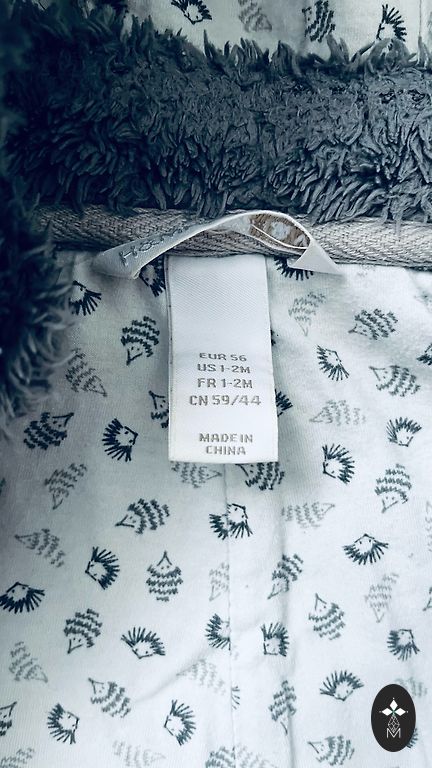 EUR 56
US 1-2M
FR 1-2M
CN 59/44
MADE IN
CHINA
M